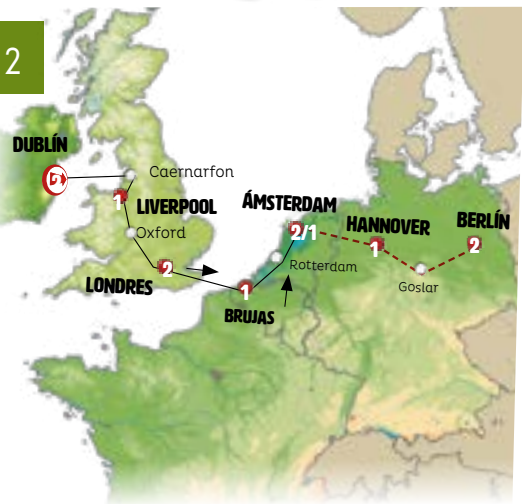 2
DUBLÍN
Caernarfon
1
LIVERPOOL
Oxford
2
LONDRES
ÁMSTERDAM
2/1
Rotterdam
1
BRUJAS
HANNOVER
1
Goslar
BERLÍN
2